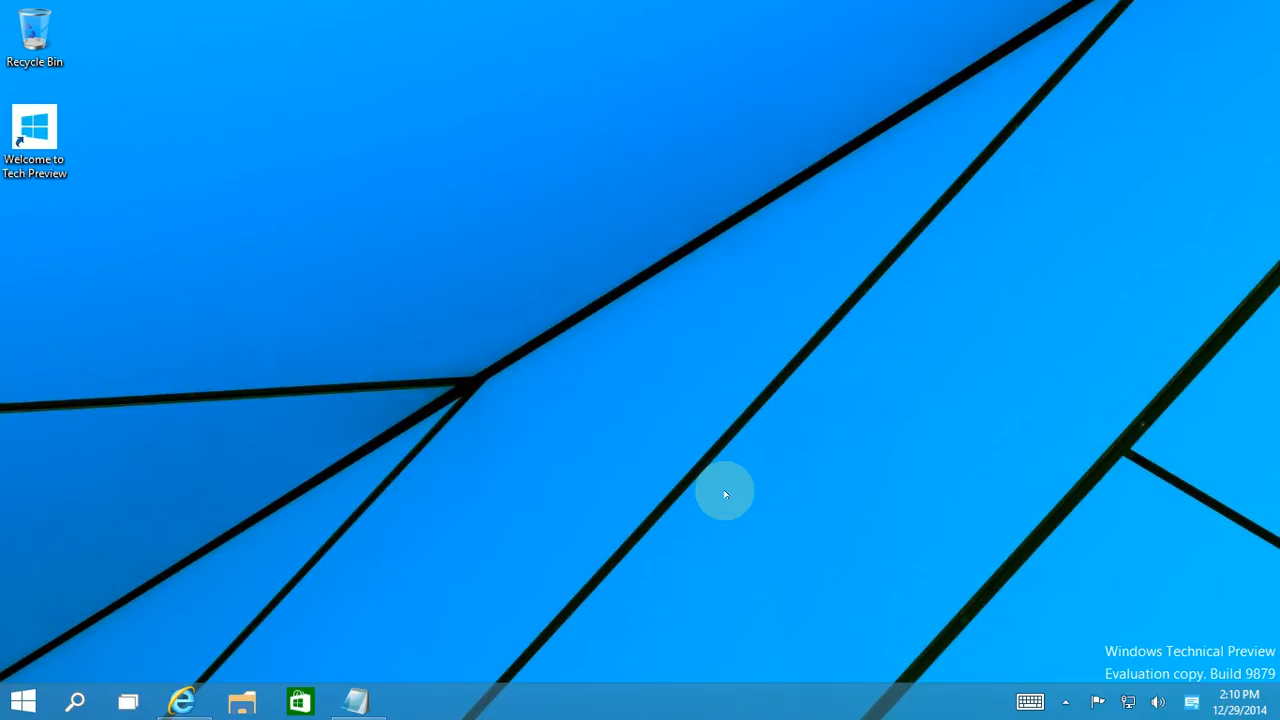 Recycle Bin
Welcome to
Tech Preview
Windows Technical Preview
Evaluation copy. Build 9879
2:10 PM
12/29/2014